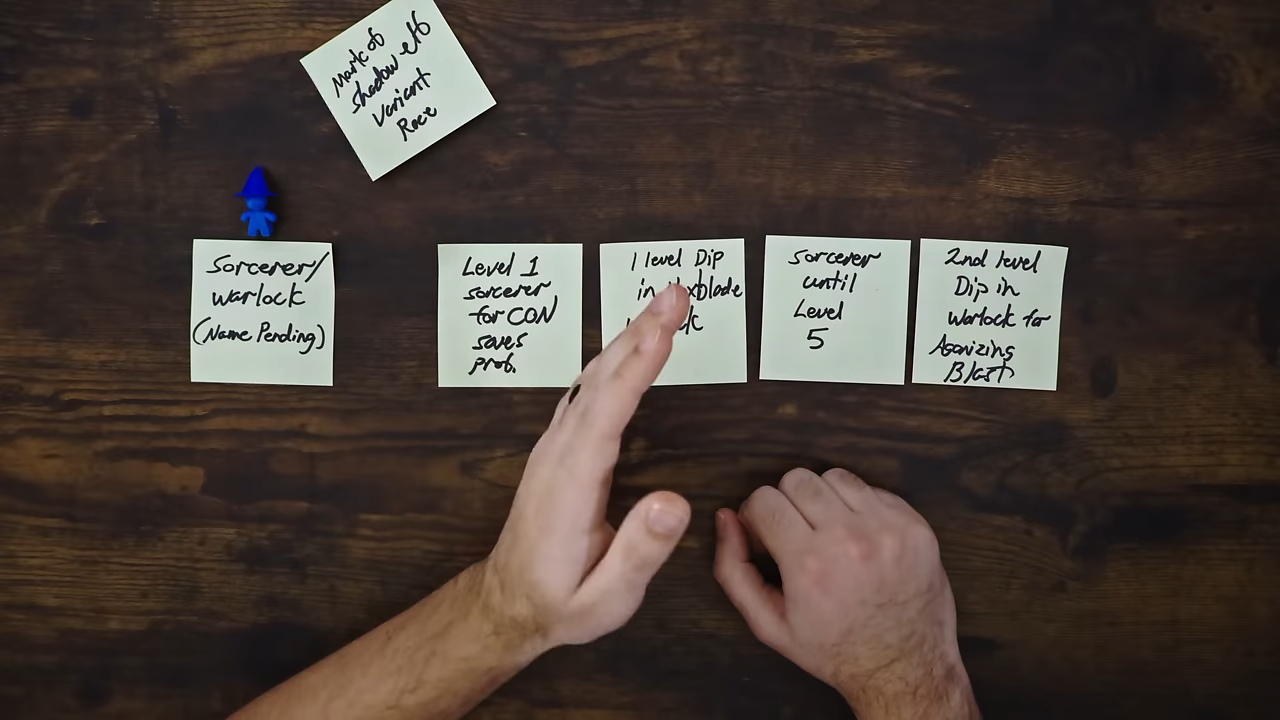 Mark of
Shadow elf
Variant
Race
Sorcerer/
Warlock
(Name Pending)
Level 1
sorcerer
for CON
saves
prof.
1 level Dip
in
Sorcerer
until
Level
5
2nd level
Dip in
Warlock for
Agonizing
Blast